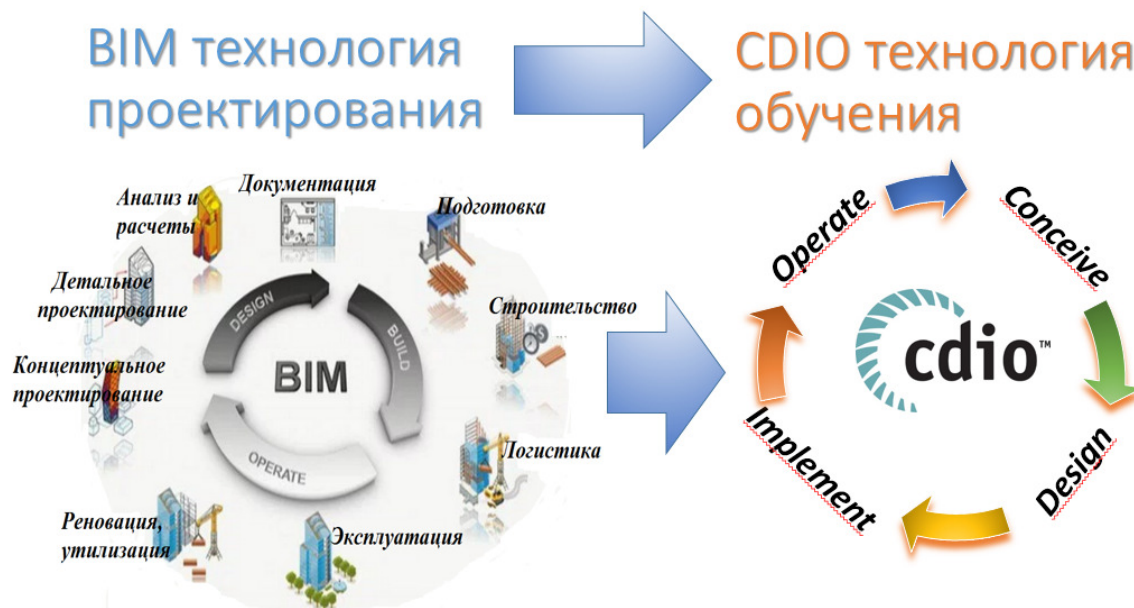 BIM технология
проектирования
CDIO технология
обучения
Документация
Анализ и
расчеты
Подготовка
Детальное
проектирование
Строительство
Концептуальное
проектирование
Логистика
Реновация,
утилизация
Эксплуатация
DESIGN
BUILD
OPERATE
BIM
Operate
Conceive
Design
Implement
cdio™